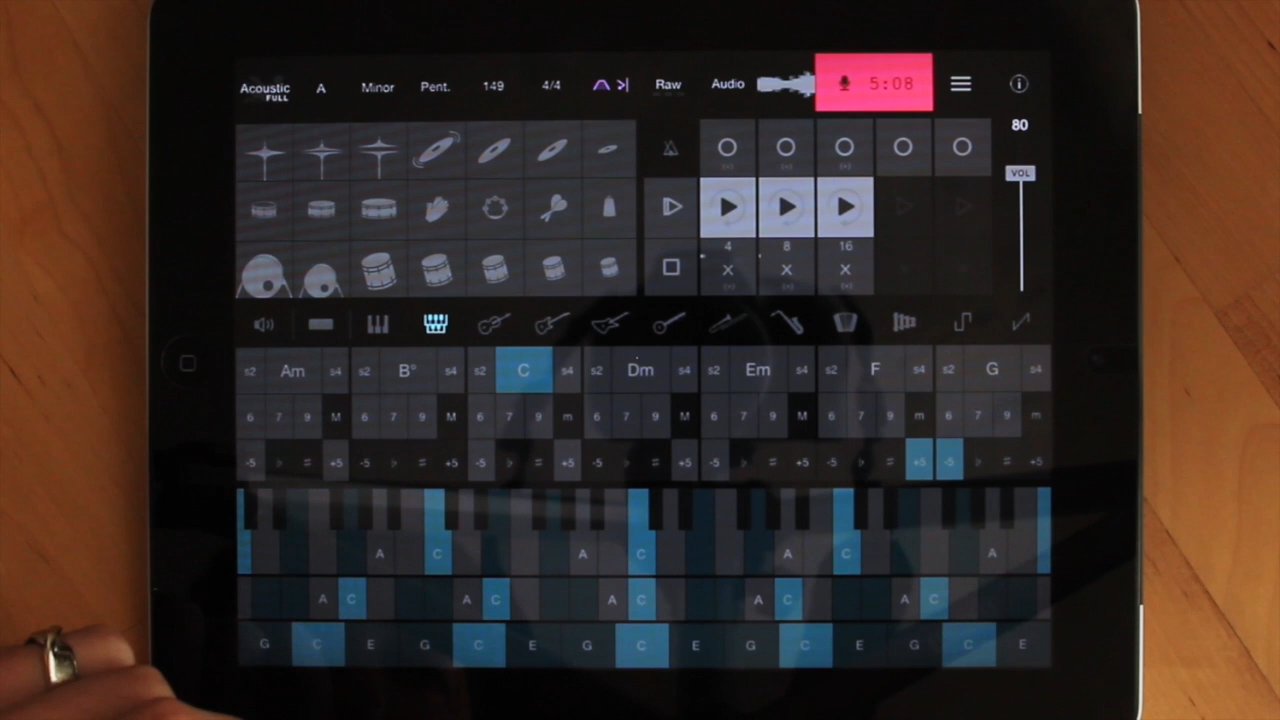 Acoustic A Minor Pent. 149 4/4 Raw Audio 5:08
FULL
80
VOL
4 8 16
s2 Am s4 s2 B° s4 s2 C s4 s2 Dm s4 s2 Em s4 s2 F s4 s2 G s4
6 7 9 M 6 7 9 M 6 7 9 m 6 7 9 M 6 7 9 M 6 7 9 m 6 7 9 m
-5 ♭ ♯ +5 -5 ♭ ♯ +5 -5 ♭ ♯ +5 -5 ♭ ♯ +5 -5 ♭ ♯ +5 -5 ♭ ♯ +5 -5 ♭ ♯ +5
A C A C A C A
A C A C A C A C A C
G C E G C E G C E G C E G C E